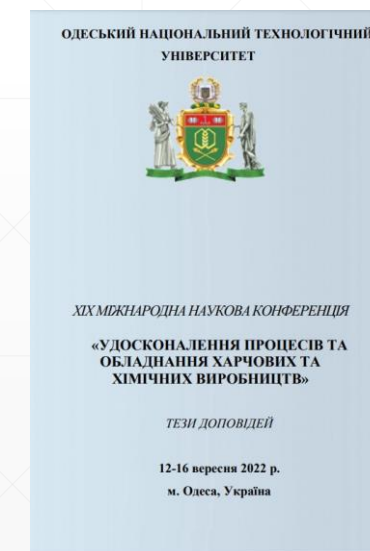 ОДЕСЬКИЙ НАЦІОНАЛЬНИЙ ТЕХНОЛОГІЧНИЙ
УНІВЕРСИТЕТ
XIX МІЖНАРОДНА НАУКОВА КОНФЕРЕНЦІЯ
«УДОСКОНАЛЕННЯ ПРОЦЕСІВ ТА
ОБЛАДНАННЯ ХАРЧОВИХ ТА
ХІМІЧНИХ ВИРОБНИЦТВ»
ТЕЗИ ДОПОВІДЕЙ
12-16 вересня 2022 р.
м. Одеса, Україна